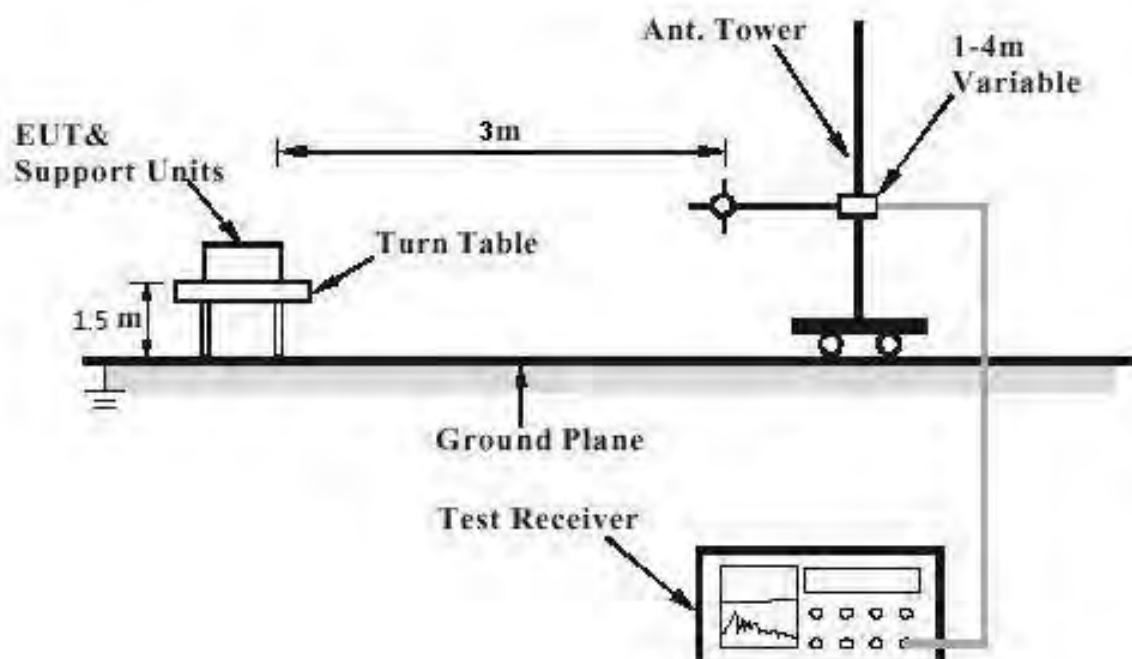 Ant. Tower
1-4m
Variable
3m
EUT&
Support Units
Turn Table
1.5 m
Ground Plane
Test Receiver